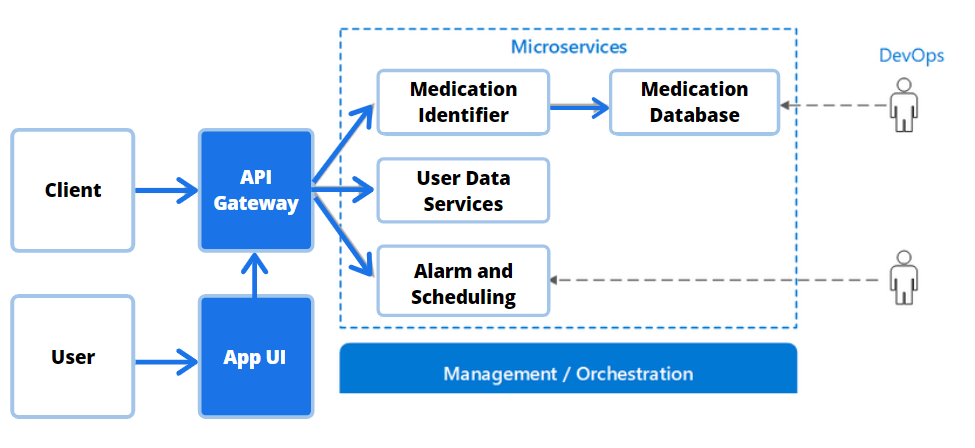 Microservices
DevOps
Medication
Identifier
Medication
Database
Client
API
Gateway
User Data
Services
Alarm and
Scheduling
User
App UI
Management / Orchestration